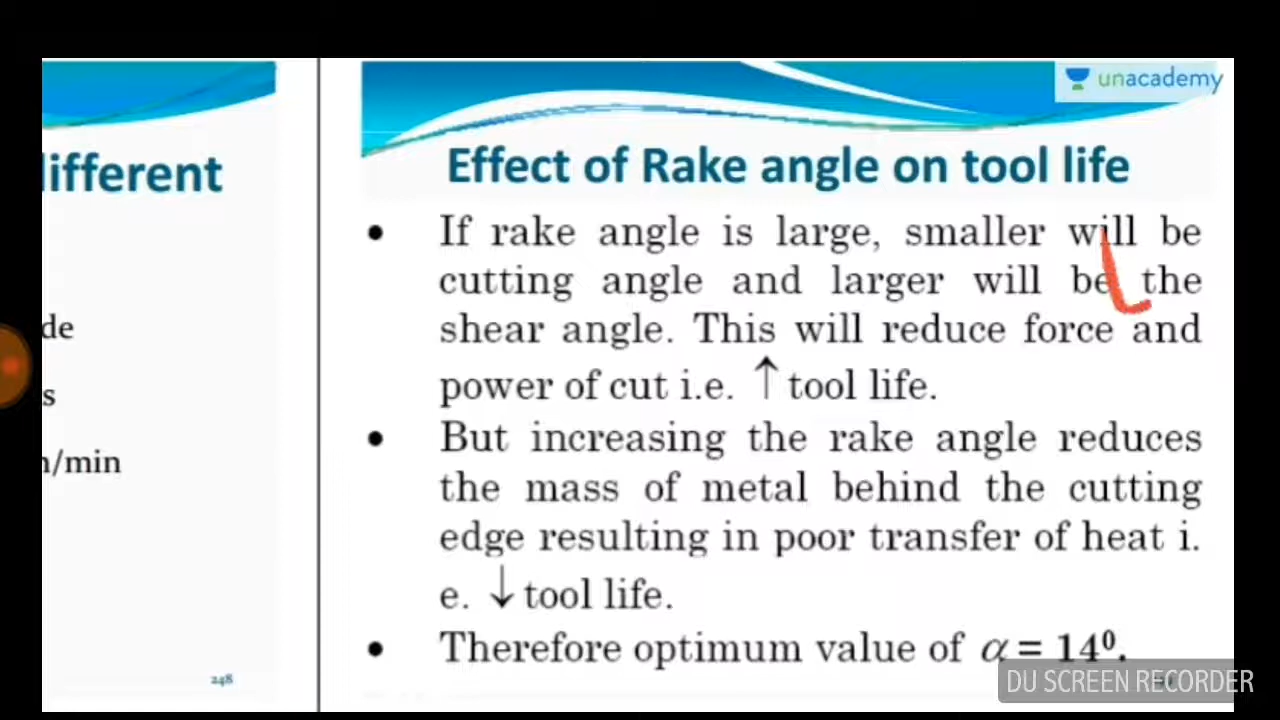 unacademy
ifferent
de
s
n/min
248
Effect of Rake angle on tool life
• If rake angle is large, smaller will be
cutting angle and larger will be the
shear angle. This will reduce force and
power of cut i.e. ↑ tool life.
• But increasing the rake angle reduces
the mass of metal behind the cutting
edge resulting in poor transfer of heat i.
e. ↓ tool life.
• Therefore optimum value of α = 14⁰.
DU SCREEN RECORDER